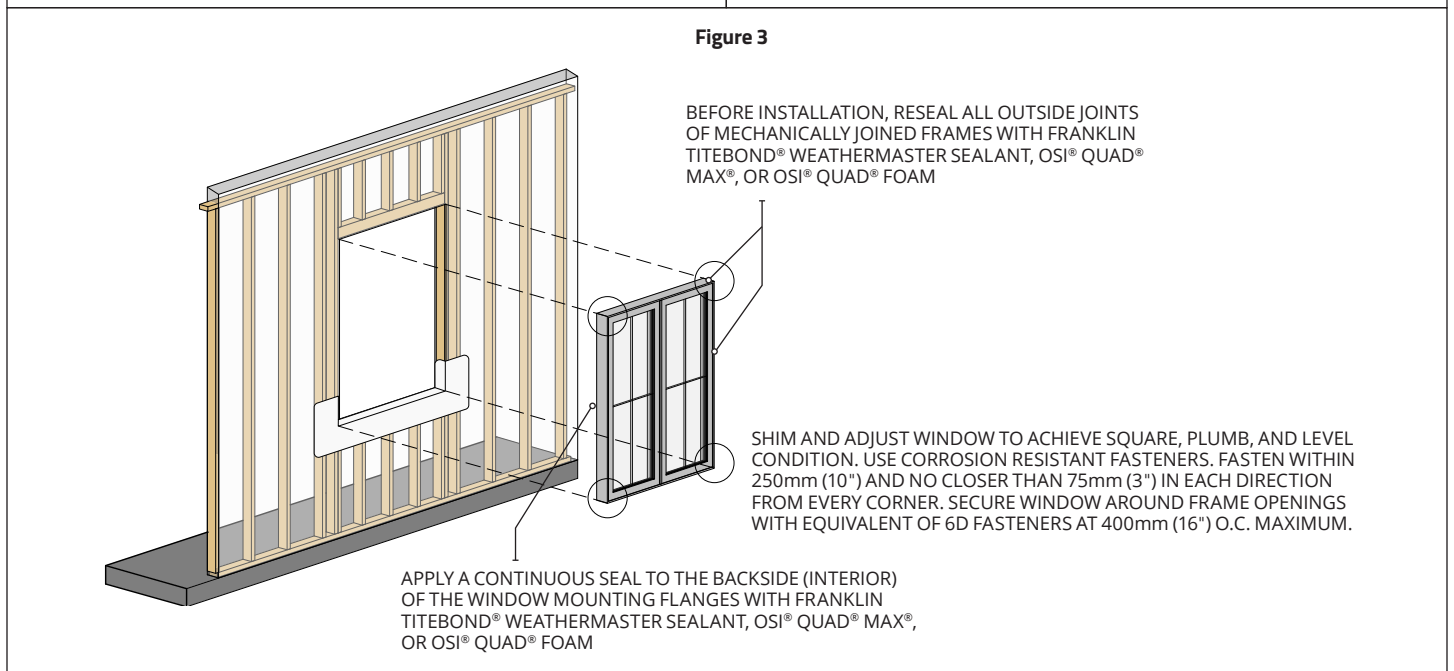 Figure 3
BEFORE INSTALLATION, RESEAL ALL OUTSIDE JOINTS
OF MECHANICALLY JOINED FRAMES WITH FRANKLIN
TITEBOND® WEATHERMASTER SEALANT, OSI® QUAD®
MAX®, OR OSI® QUAD® FOAM
SHIM AND ADJUST WINDOW TO ACHIEVE SQUARE, PLUMB, AND LEVEL
CONDITION. USE CORROSION RESISTANT FASTENERS. FASTEN WITHIN
250mm (10") AND NO CLOSER THAN 75mm (3") IN EACH DIRECTION
FROM EVERY CORNER. SECURE WINDOW AROUND FRAME OPENINGS
WITH EQUIVALENT OF 6D FASTENERS AT 400mm (16") O.C. MAXIMUM.
APPLY A CONTINUOUS SEAL TO THE BACKSIDE (INTERIOR)
OF THE WINDOW MOUNTING FLANGES WITH FRANKLIN
TITEBOND® WEATHERMASTER SEALANT, OSI® QUAD® MAX®,
OR OSI® QUAD® FOAM